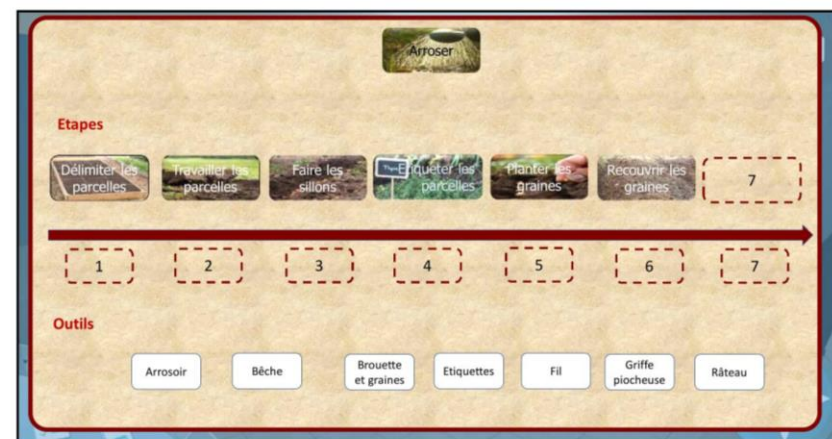 Arroser
Etapes
Délimiter les
parcelles
Travailler les
parcelles
Faire les
sillons
Etiqueter les
parcelles
Planter les
graines
Recouvrir les
graines
7
1
2
3
4
5
6
7
Outils
Arrosoir
Bêche
Brouette
et graines
Etiquettes
Fil
Griffe
piocheuse
Râteau